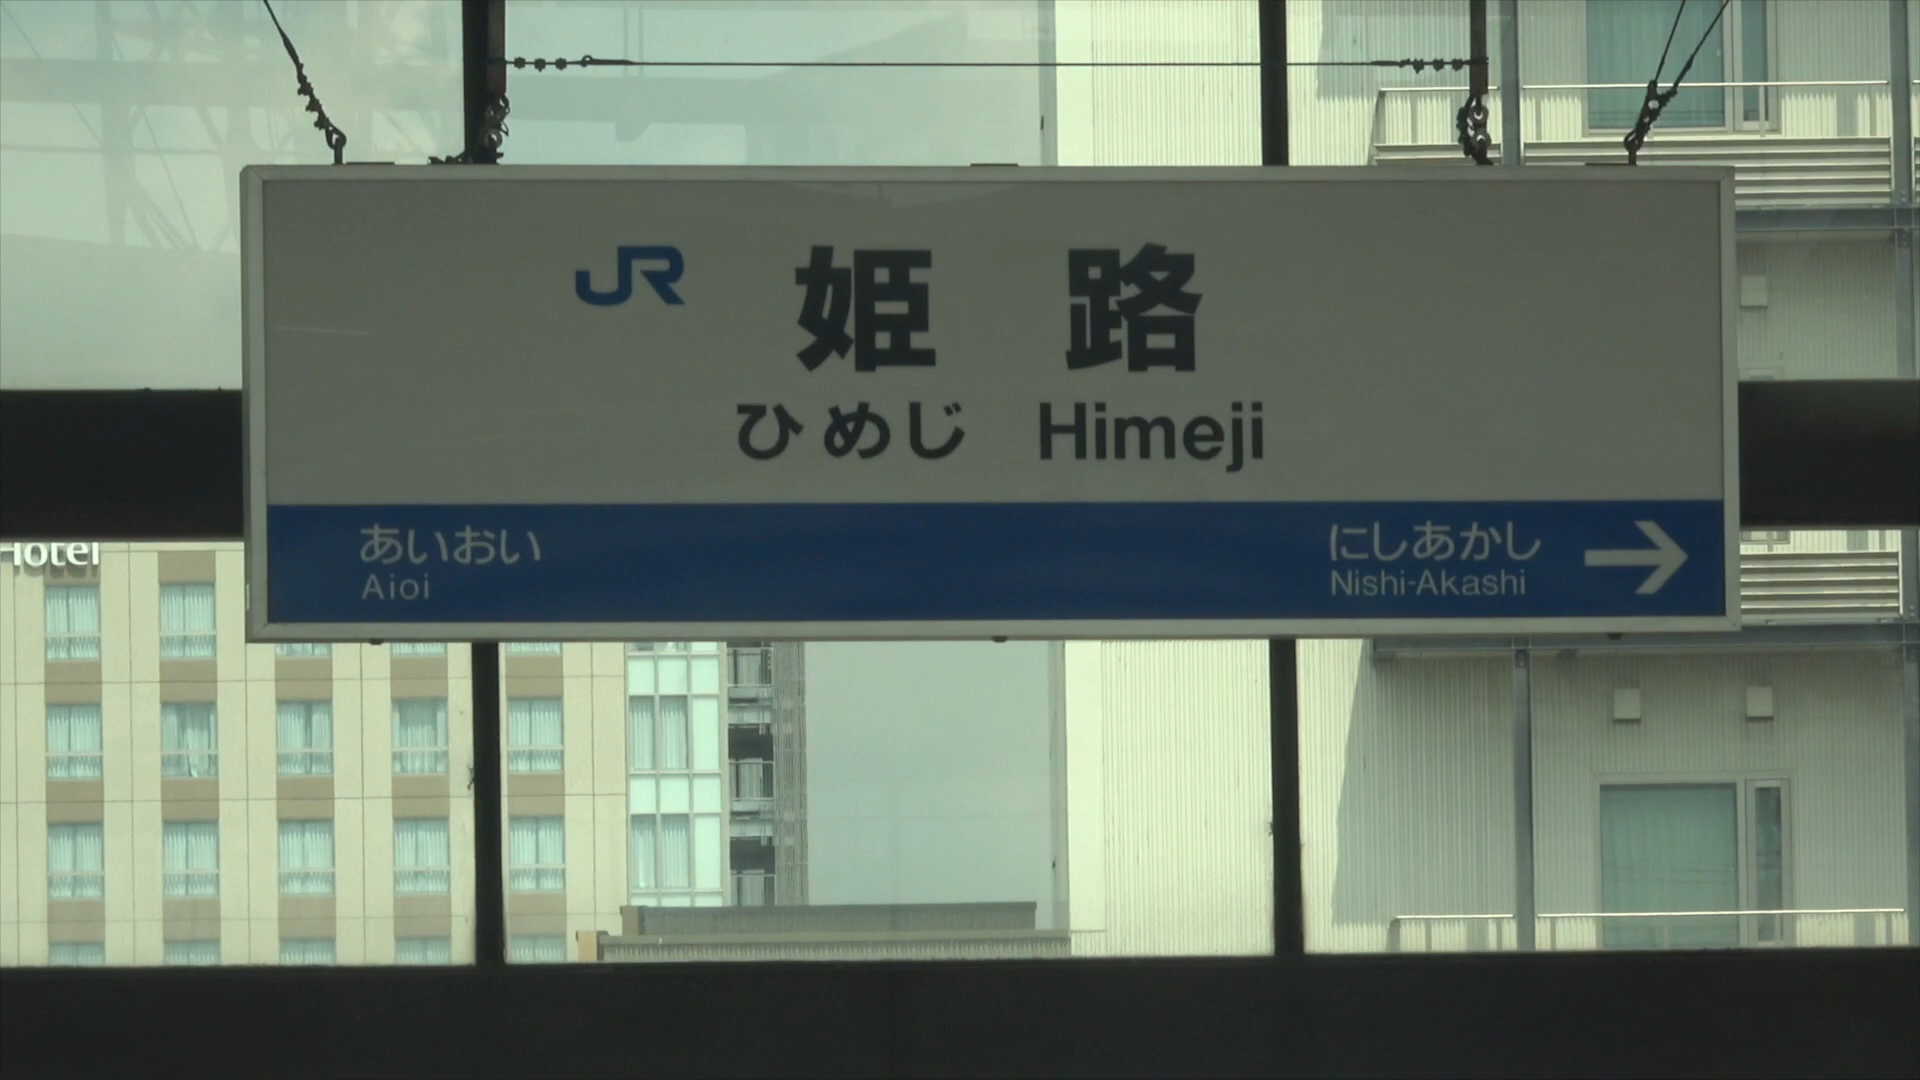 JR 姫路
ひめじ Himeji
あいおい
Aioi
にしあかし →
Nishi-Akashi
Hotel